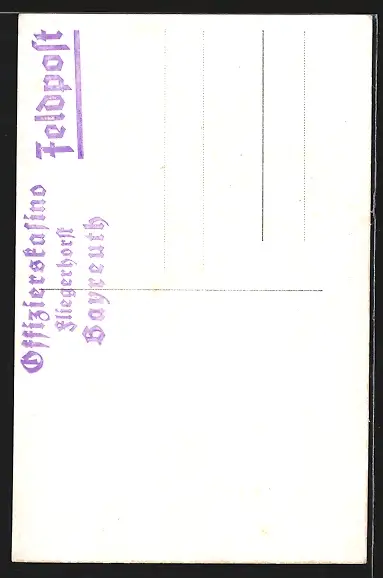 Offizierskasino
Fliegerhorst
Bayreuth
Feldpost